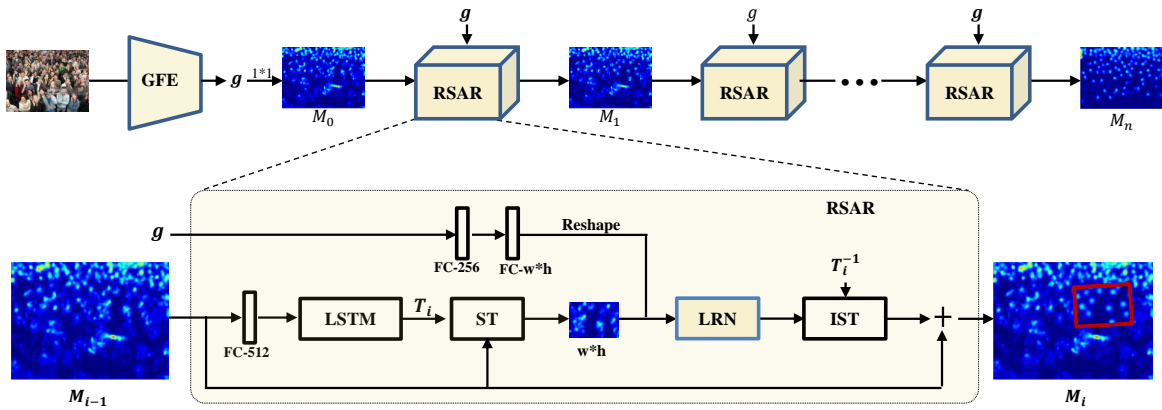 g
g
g
GFE
g
1*1
RSAR
RSAR
RSAR
M₀
M₁
Mₙ
RSAR
g
Reshape
FC-256
FC-w*h
Tᵢ⁻¹
Tᵢ
LSTM
ST
LRN
IST
+
FC-512
w*h
Mᵢ₋₁
Mᵢ